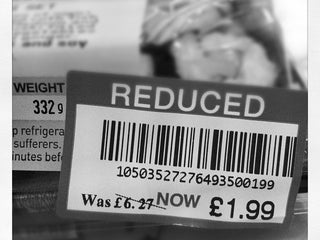 and soy
WEIGHT
332g
p refrigera
sufferers.
inutes bef
REDUCED
10503527276493500199
Was £6.27 NOW £1.99